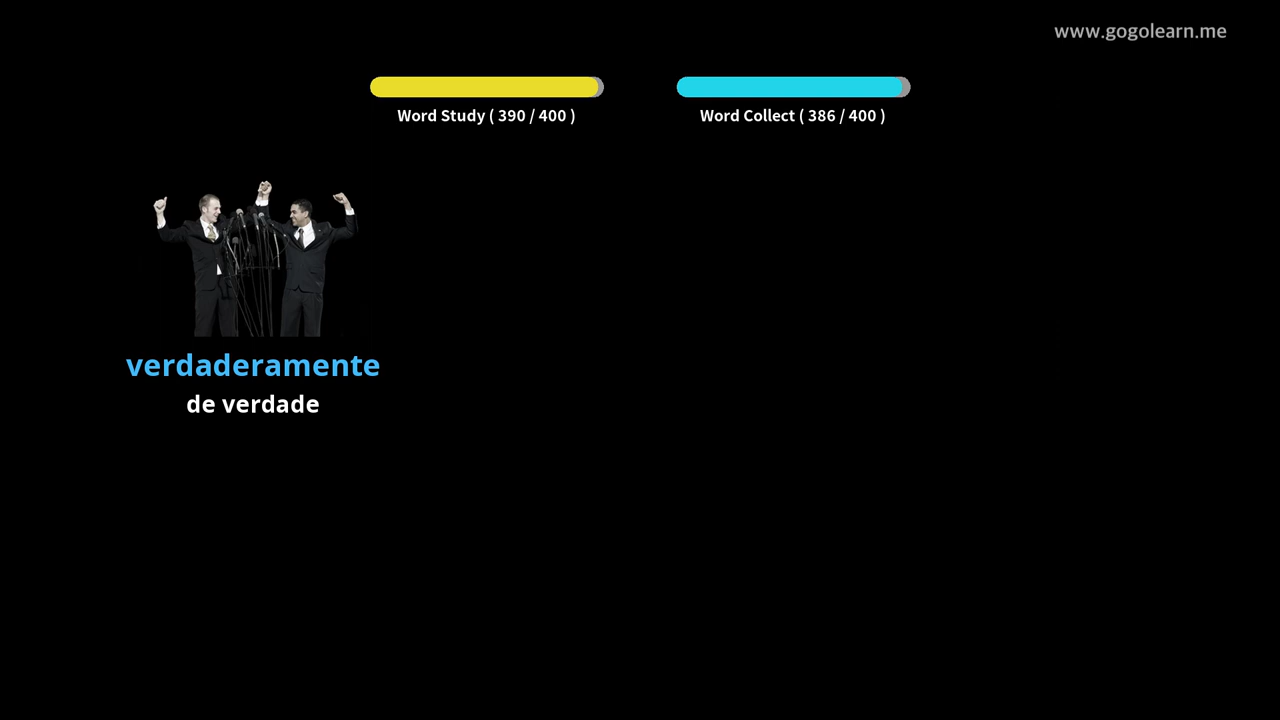 www.gogolearn.me
Word Study ( 390 / 400 )
Word Collect ( 386 / 400 )
verdaderamente
de verdade